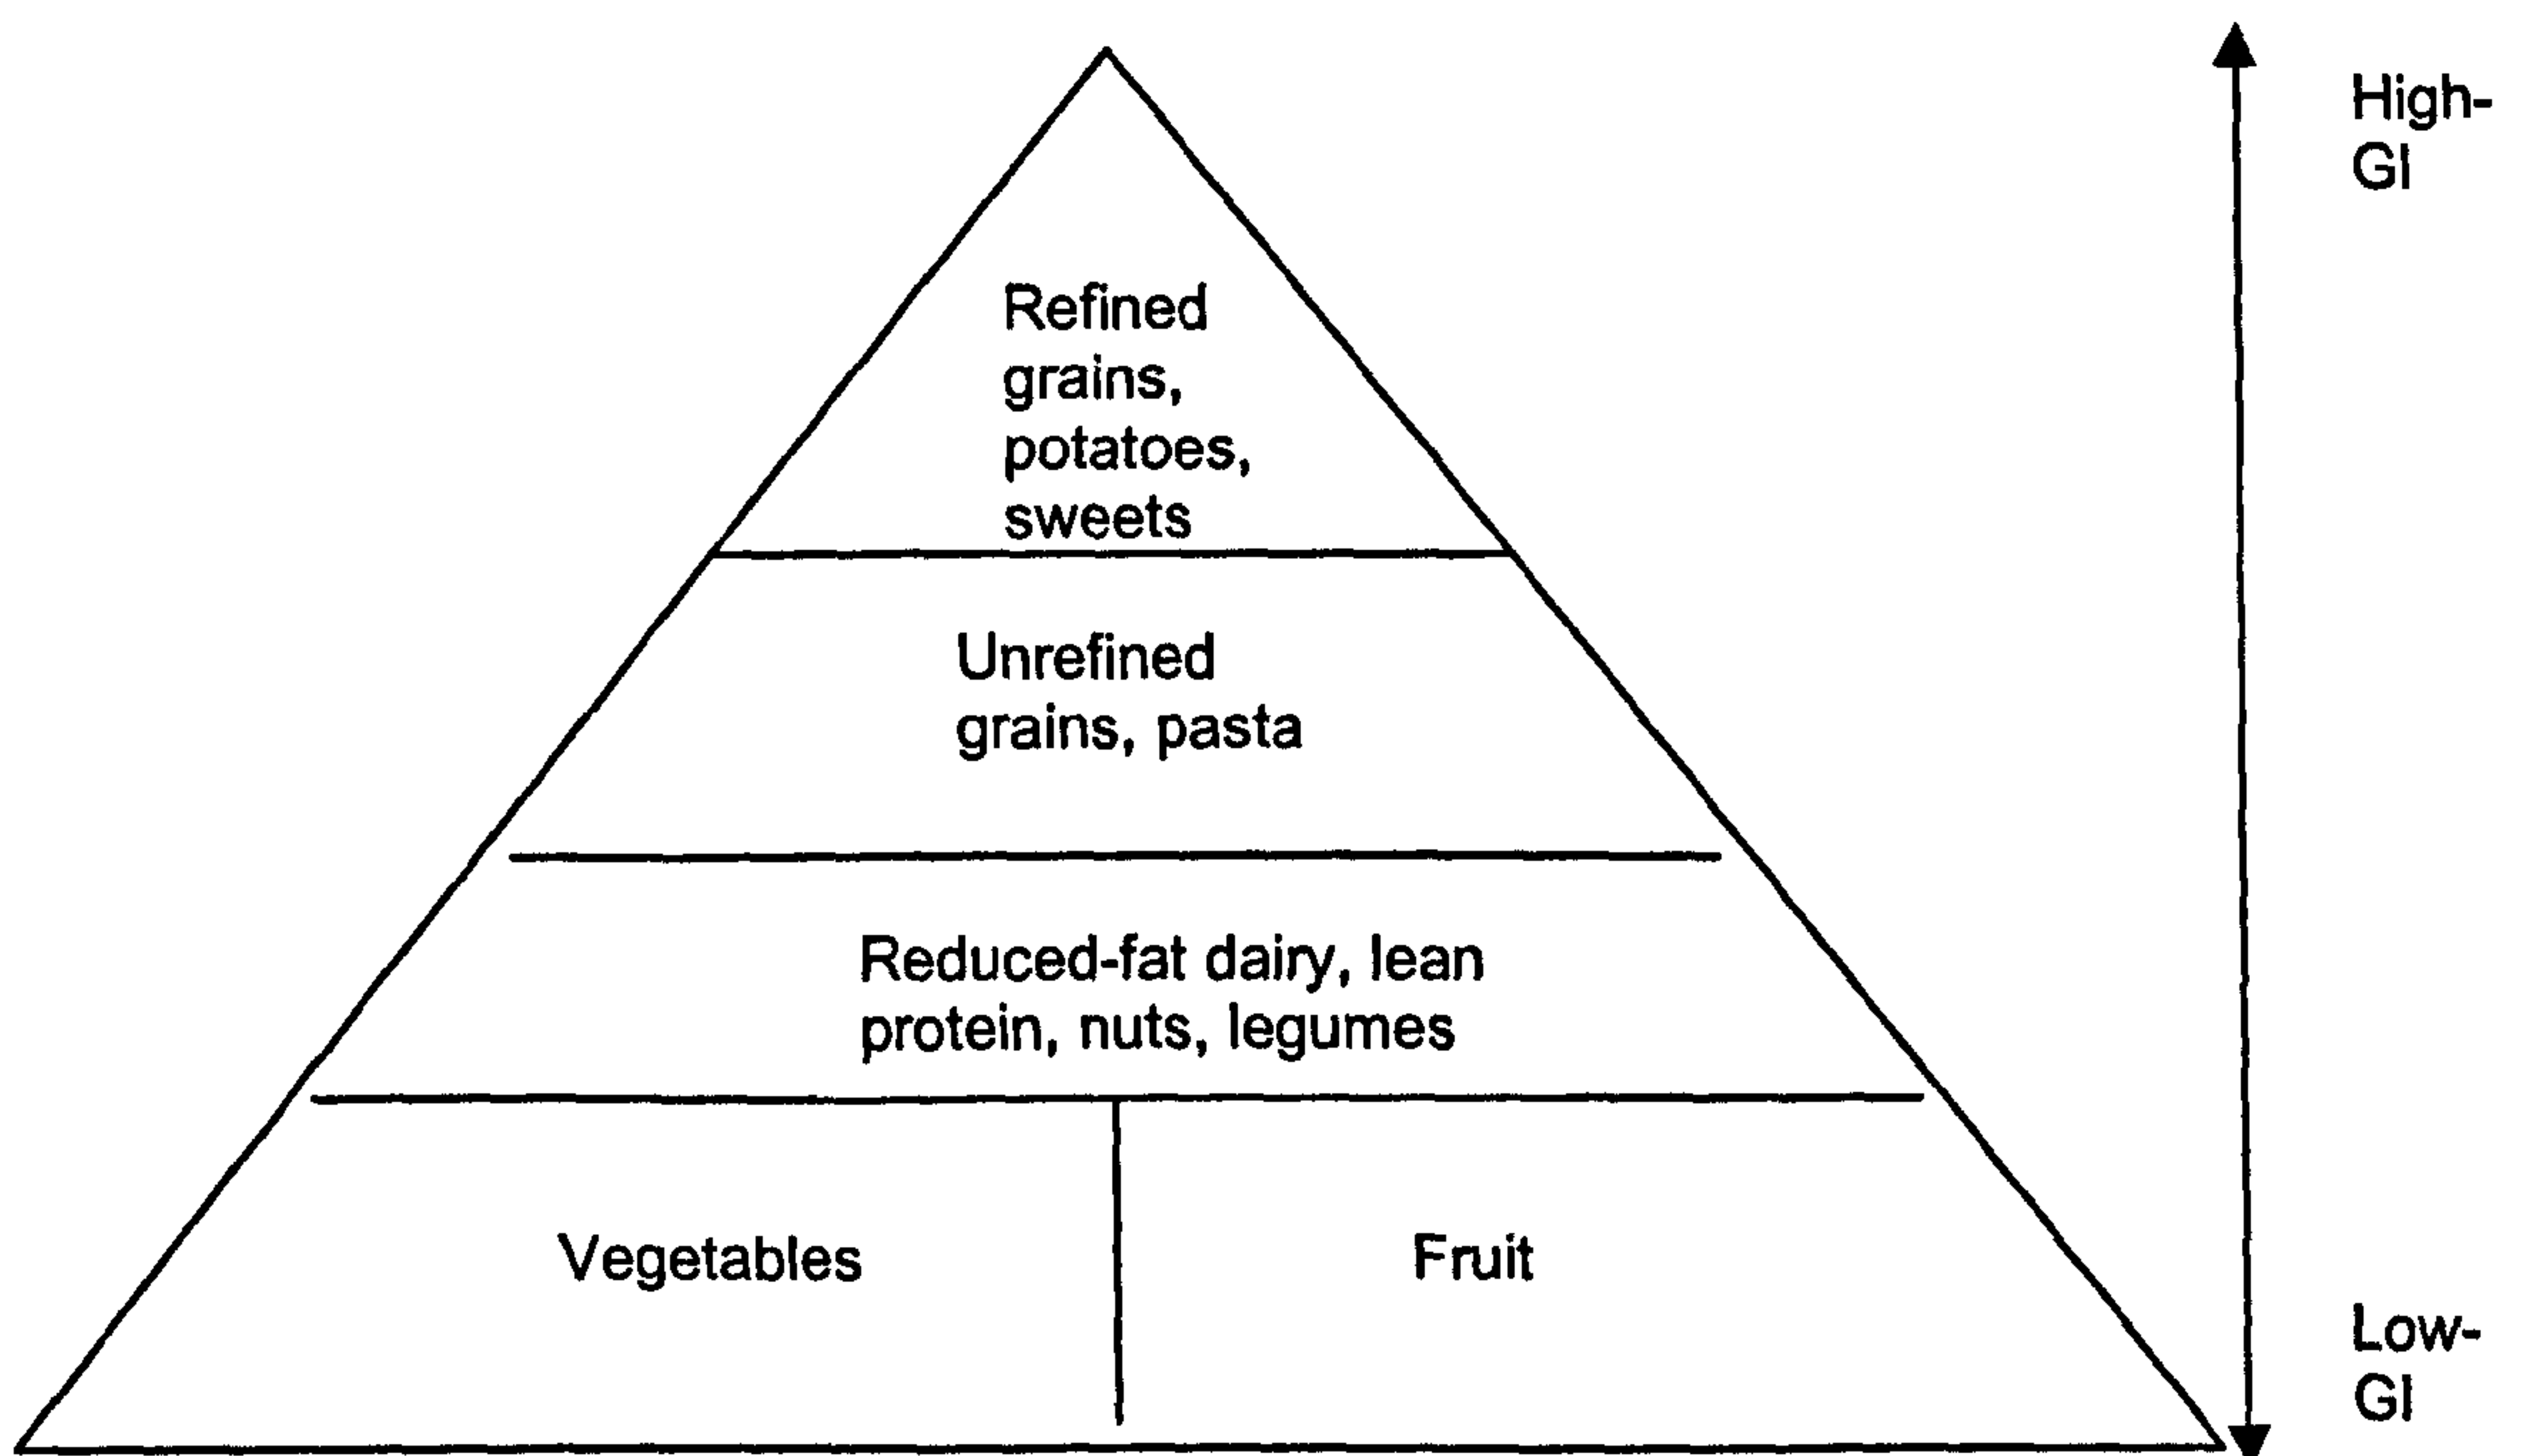 High-
GI
Refined
grains,
potatoes,
sweets
Unrefined
grains, pasta
Reduced-fat dairy, lean
protein, nuts, legumes
Vegetables
Fruit
Low-
GI